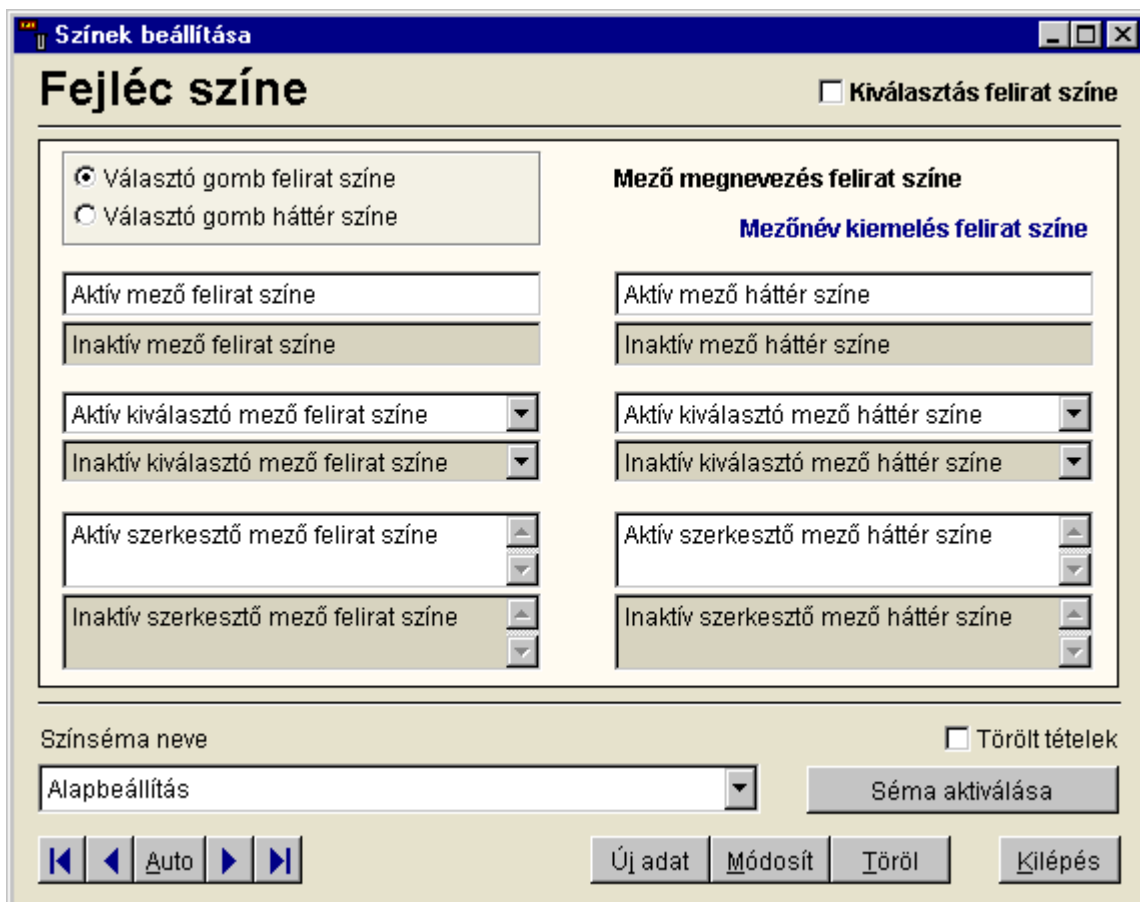 Színek beállítása
Fejléc színe
Kiválasztás felirat színe
Választó gomb felirat színe
Választó gomb háttér színe
Mező megnevezés felirat színe
Mezőnév kiemelés felirat színe
Aktív mező felirat színe
Aktív mező háttér színe
Inaktív mező felirat színe
Inaktív mező háttér színe
Aktív kiválasztó mező felirat színe
Aktív kiválasztó mező háttér színe
Inaktív kiválasztó mező felirat színe
Inaktív kiválasztó mező háttér színe
Aktív szerkesztő mező felirat színe
Aktív szerkesztő mező háttér színe
Inaktív szerkesztő mező felirat színe
Inaktív szerkesztő mező háttér színe
Színséma neve
Törölt tételek
Alapbeállítás
Séma aktiválása
Auto
Új adat
Módosít
Töröl
Kilépés